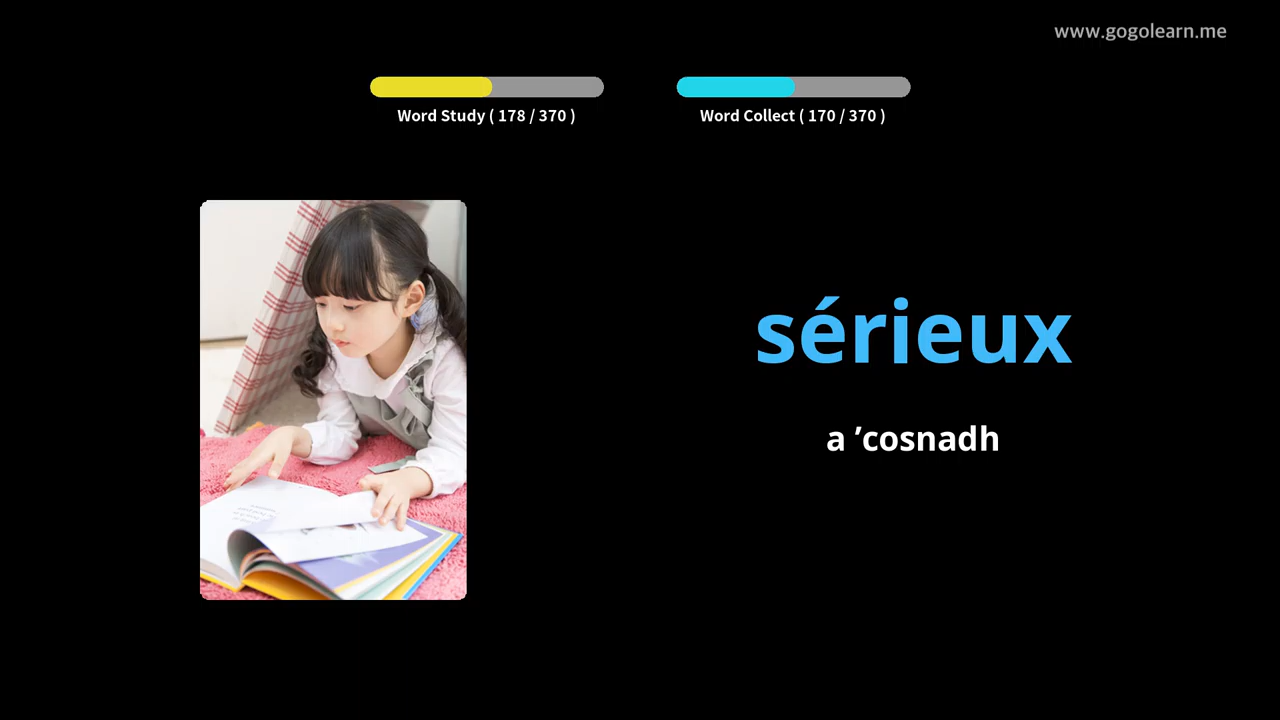 www.gogolearn.me
Word Study ( 178 / 370 )
Word Collect ( 170 / 370 )
sérieux
a ’cosnadh